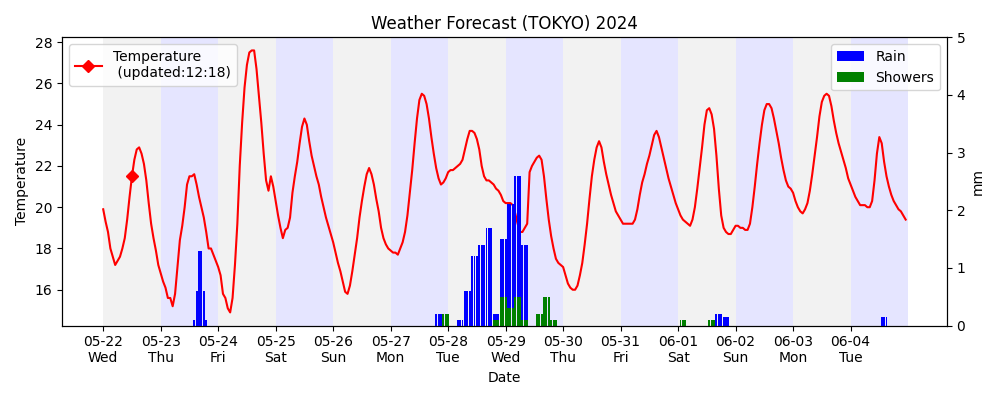 Weather Forecast (TOKYO) 2024
Temperature
(updated:12:18)
Rain
Showers
28
26
24
22
20
18
16
Temperature
5
4
3
2
1
0
mm
05-22 05-23 05-24 05-25 05-26 05-27 05-28 05-29 05-30 05-31 06-01 06-02 06-03 06-04
Wed Thu Fri Sat Sun Mon Tue Wed Thu Fri Sat Sun Mon Tue
Date